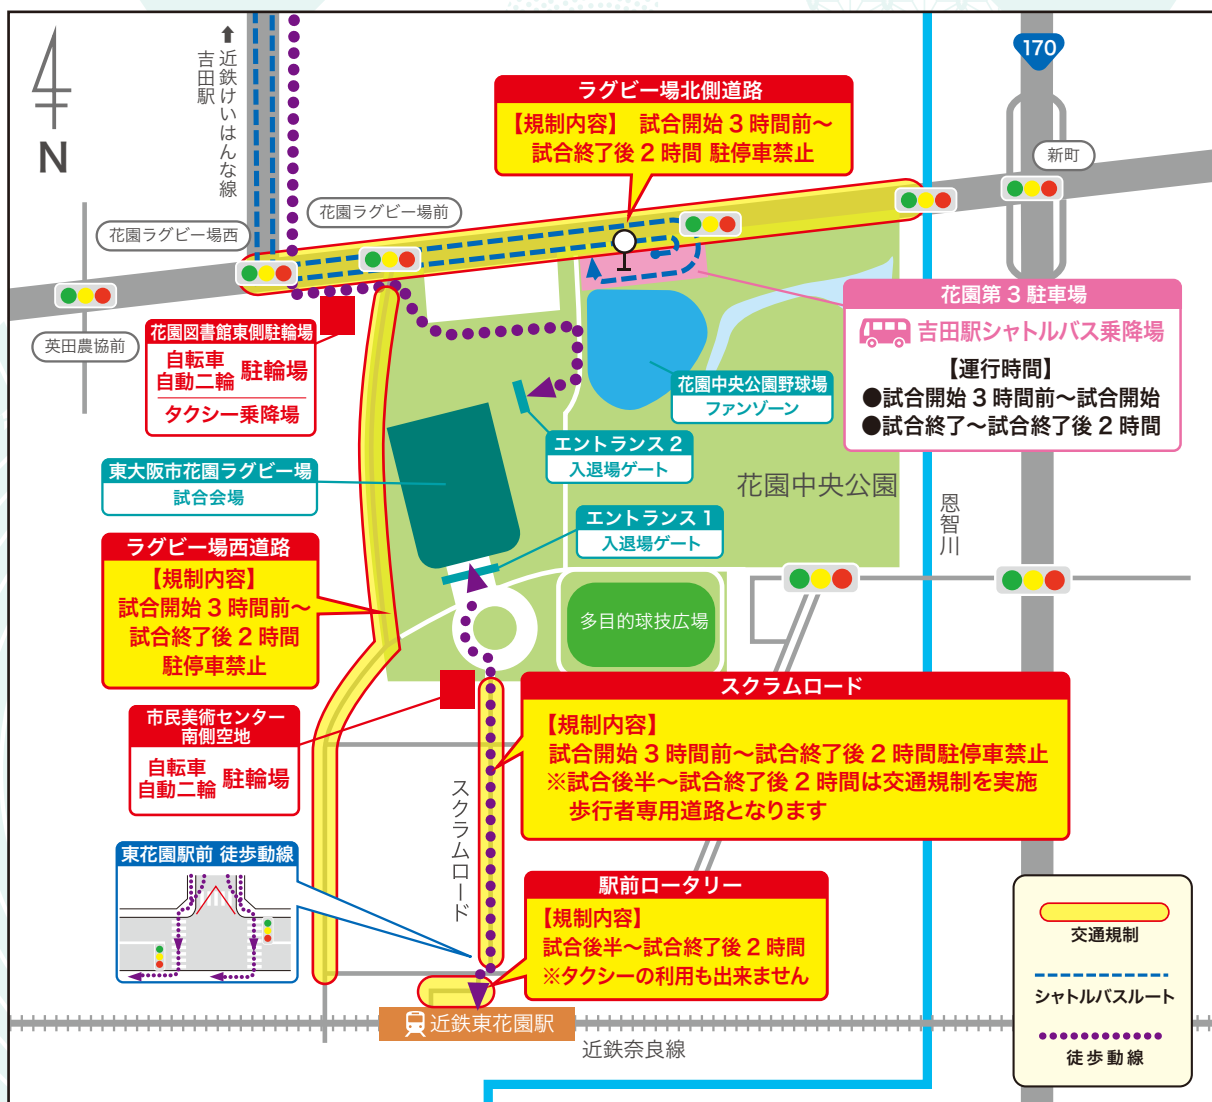 170
近鉄けいはんな線
吉田駅
N
新町
ラグビー場北側道路
【規制内容】 試合開始3時間前～
試合終了後2時間 駐停車禁止
花園ラグビー場前
花園ラグビー場西
英田農協前
花園図書館東側駐輪場
自転車
自動二輪 駐輪場
タクシー乗降場
花園第3駐車場
吉田駅シャトルバス乗降場
【運行時間】
●試合開始3時間前～試合開始
●試合終了～試合終了後2時間
花園中央公園野球場
ファンゾーン
エントランス2
入退場ゲート
東大阪市花園ラグビー場
試合会場
花園中央公園
恩智川
エントランス1
入退場ゲート
ラグビー場西道路
【規制内容】
試合開始3時間前～
試合終了後2時間
駐停車禁止
多目的球技広場
スクラムロード
【規制内容】
試合開始3時間前～試合終了後2時間駐停車禁止
※試合後半～試合終了後2時間は交通規制を実施
歩行者専用道路となります
市民美術センター
南側空地
自転車
自動二輪 駐輪場
スクラムロード
東花園駅前 徒歩動線
駅前ロータリー
【規制内容】
試合後半～試合終了後2時間
※タクシーの利用も出来ません
交通規制
シャトルバスルート
徒歩動線
近鉄東花園駅
近鉄奈良線